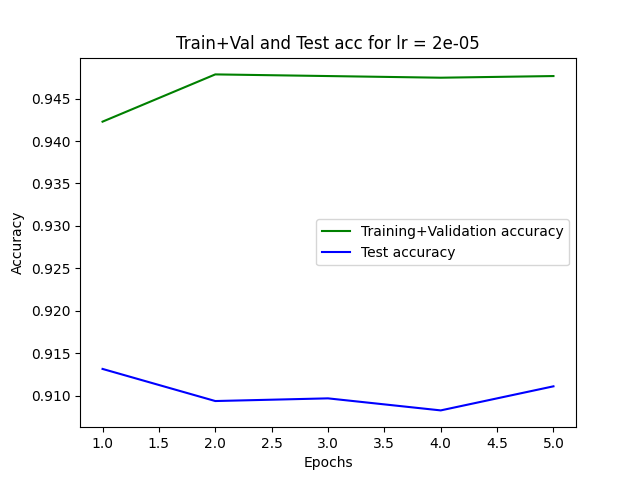 Train+Val and Test acc for lr = 2e-05
0.945
0.940
0.935
0.930
0.925
0.920
0.915
0.910
Accuracy
Training+Validation accuracy
Test accuracy
1.0 1.5 2.0 2.5 3.0 3.5 4.0 4.5 5.0
Epochs